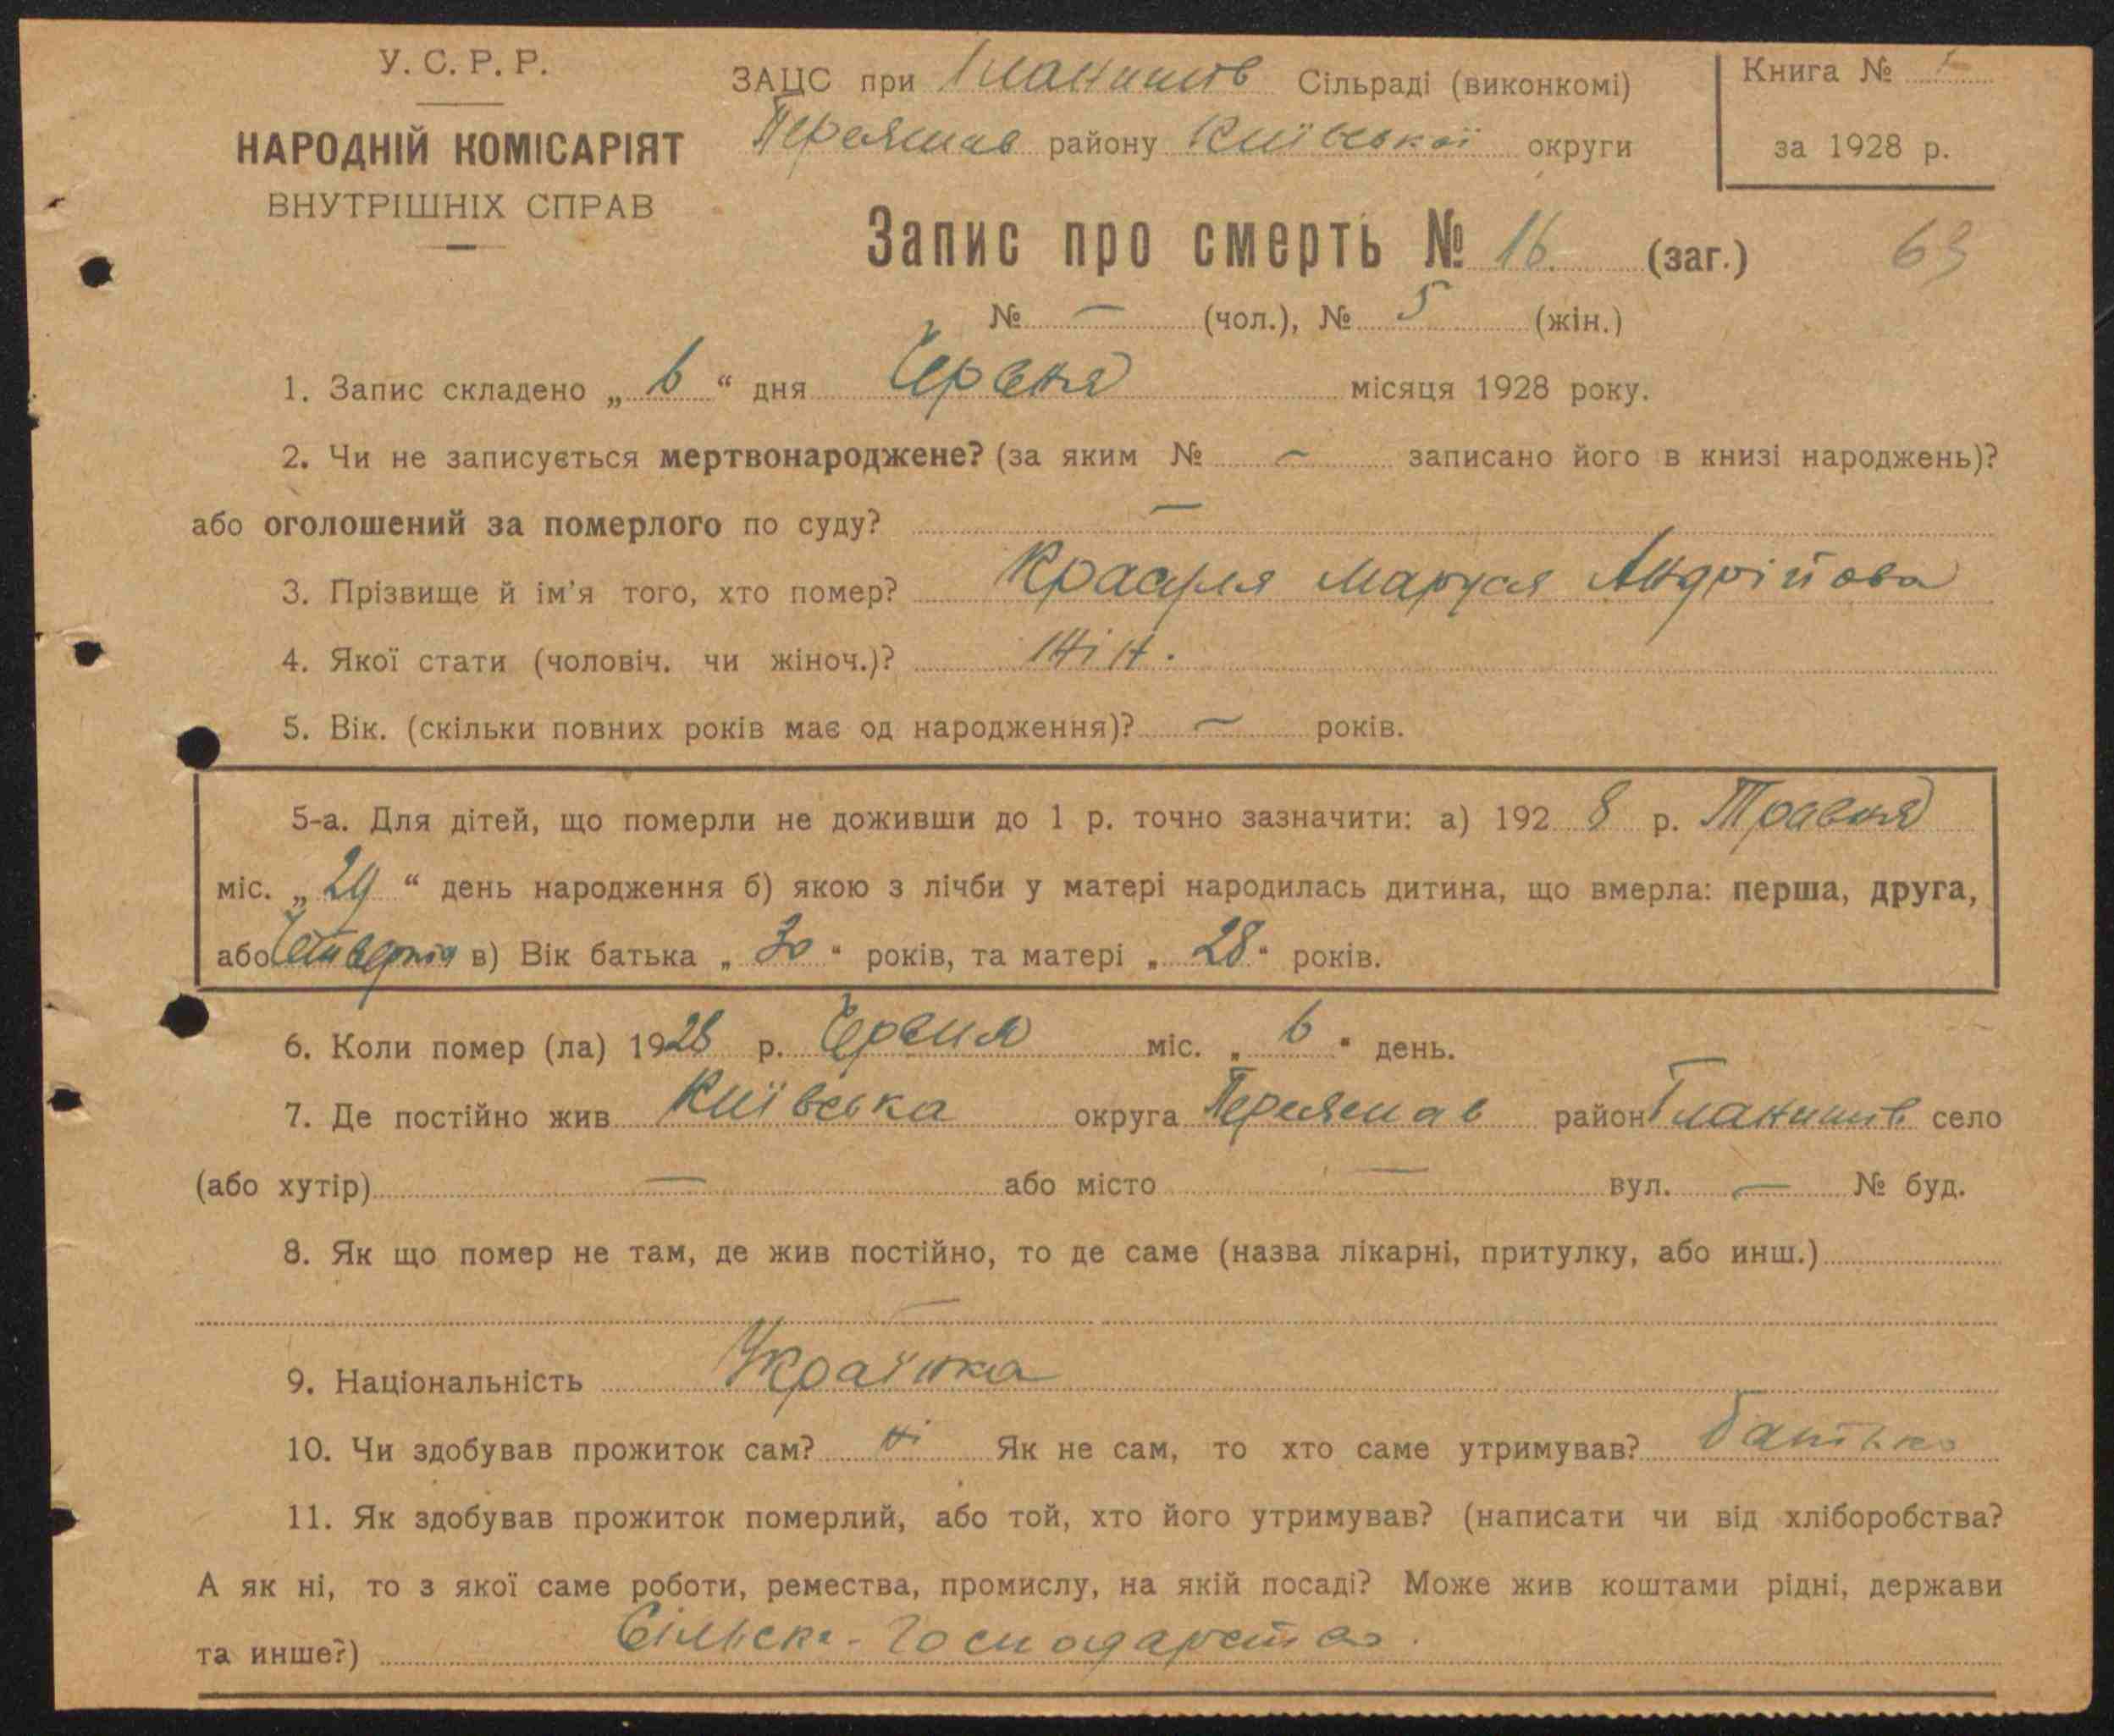 У. С. Р. Р.
НАРОДНІЙ КОМІСАРІЯТ
ВНУТРІШНІХ СПРАВ
ЗАЦС при Гланишів Сільраді (виконкомі)
Переяслав району Київської округи
Книга №
за 1928 р.
Запис про смерть № 16 (заг.)
63
№ — (чол.), № 5 (жін.)
1. Запис складено „ 6 “ дня Червня місяця 1928 року.
2. Чи не записується мертвонароджене? (за яким № — записано його в книзі народжень)?
або оголошений за померлого по суду? —
3. Прізвище й ім'я того, хто помер? Маруся Андрійова
4. Якої стати (чоловіч. чи жіноч.)? Жін.
5. Вік. (скільки повних років має од народження)? — років.
5-а. Для дітей, що померли не доживши до 1 р. точно зазначити: а) 192 8 р. Травня
міс. „ 29 “ день народження б) якою з лічби у матері народилась дитина, що вмерла: перша, друга,
або Четверта в) Вік батька „ 30 “ років, та матері „ 28 “ років.
6. Коли помер (ла) 1928 р. Червня міс. „ 6 “ день.
7. Де постійно жив Київська округа Переяслав район Гланишів село
(або хутір) — або місто — вул. — № буд.
8. Як що помер не там, де жив постійно, то де саме (назва лікарні, притулку, або инш.)
—
9. Національність Українка
10. Чи здобував прожиток сам? Ні Як не сам, то хто саме утримував? батько
11. Як здобував прожиток померлий, або той, хто його утримував? (написати чи від хліборобства?
А як ні, то з якої саме роботи, ремества, промислу, на якій посаді? Може жив коштами рідні, держави
та инше?) Сільськ.-Господарство.